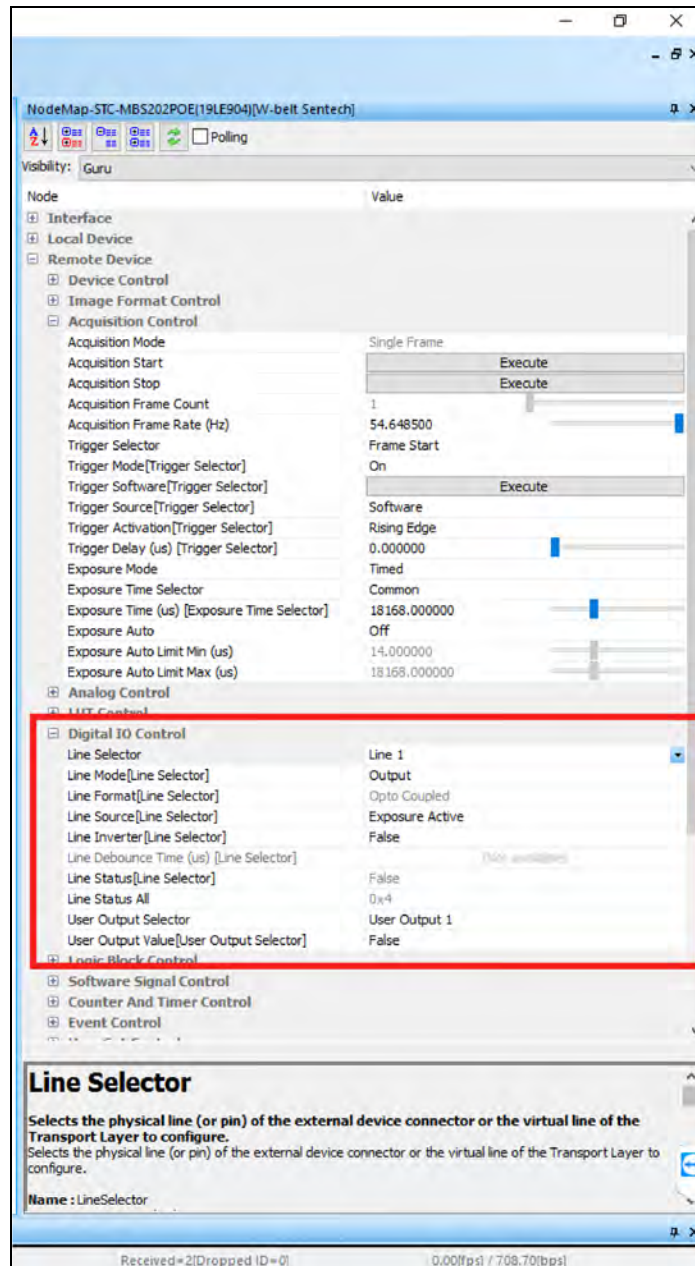 NodeMap-STC-MBS202POE(19LE904)[W-belt Sentech]
Polling
Visibility: Guru
Node Value
Interface
Local Device
Remote Device
Device Control
Image Format Control
Acquisition Control
Acquisition Mode Single Frame
Acquisition Start Execute
Acquisition Stop Execute
Acquisition Frame Count 1
Acquisition Frame Rate (Hz) 54.648500
Trigger Selector Frame Start
Trigger Mode[Trigger Selector] On
Trigger Software[Trigger Selector] Execute
Trigger Source[Trigger Selector] Software
Trigger Activation[Trigger Selector] Rising Edge
Trigger Delay (us) [Trigger Selector] 0.000000
Exposure Mode Timed
Exposure Time Selector Common
Exposure Time (us) [Exposure Time Selector] 18168.000000
Exposure Auto Off
Exposure Auto Limit Min (us) 14.000000
Exposure Auto Limit Max (us) 18168.000000
Analog Control
LUT Control
Digital IO Control
Line Selector Line 1
Line Mode[Line Selector] Output
Line Format[Line Selector] Opto Coupled
Line Source[Line Selector] Exposure Active
Line Inverter[Line Selector] False
Line Debounce Time (us) [Line Selector]
Line Status[Line Selector] False
Line Status All 0x4
User Output Selector User Output 1
User Output Value[User Output Selector] False
Logic Block Control
Software Signal Control
Counter And Timer Control
Event Control
Line Selector
Selects the physical line (or pin) of the external device connector or the virtual line of the
Transport Layer to configure.
Selects the physical line (or pin) of the external device connector or the virtual line of the Transport Layer to
configure.
Name : LineSelector
Received=2[Dropped ID=0] 0.00[fps] / 708.70[bps]